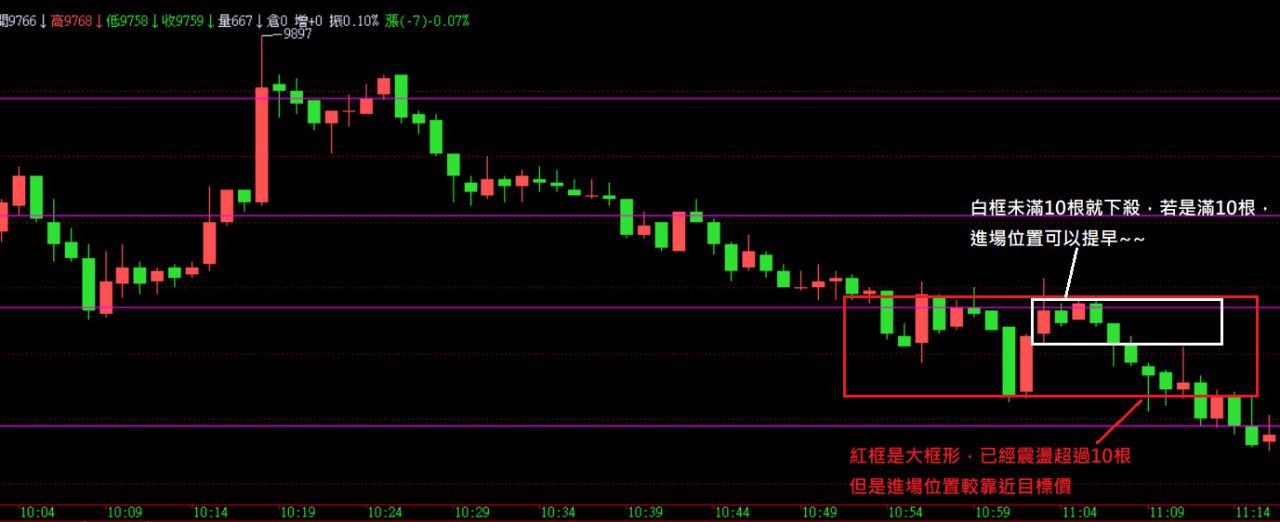 開9766↓高9768↓低9758↓收9759↓量667↓倉0 增+0 振0.10% 漲(-7)-0.07%
9897
白框未滿10根就下殺，若是滿10根，
進場位置可以提早~~
紅框是大框形，已經震盪超過10根
但是進場位置較靠近目標價
10:04 10:09 10:14 10:19 10:24 10:29 10:34 10:39 10:44 10:49 10:54 10:59 11:04 11:09 11:14